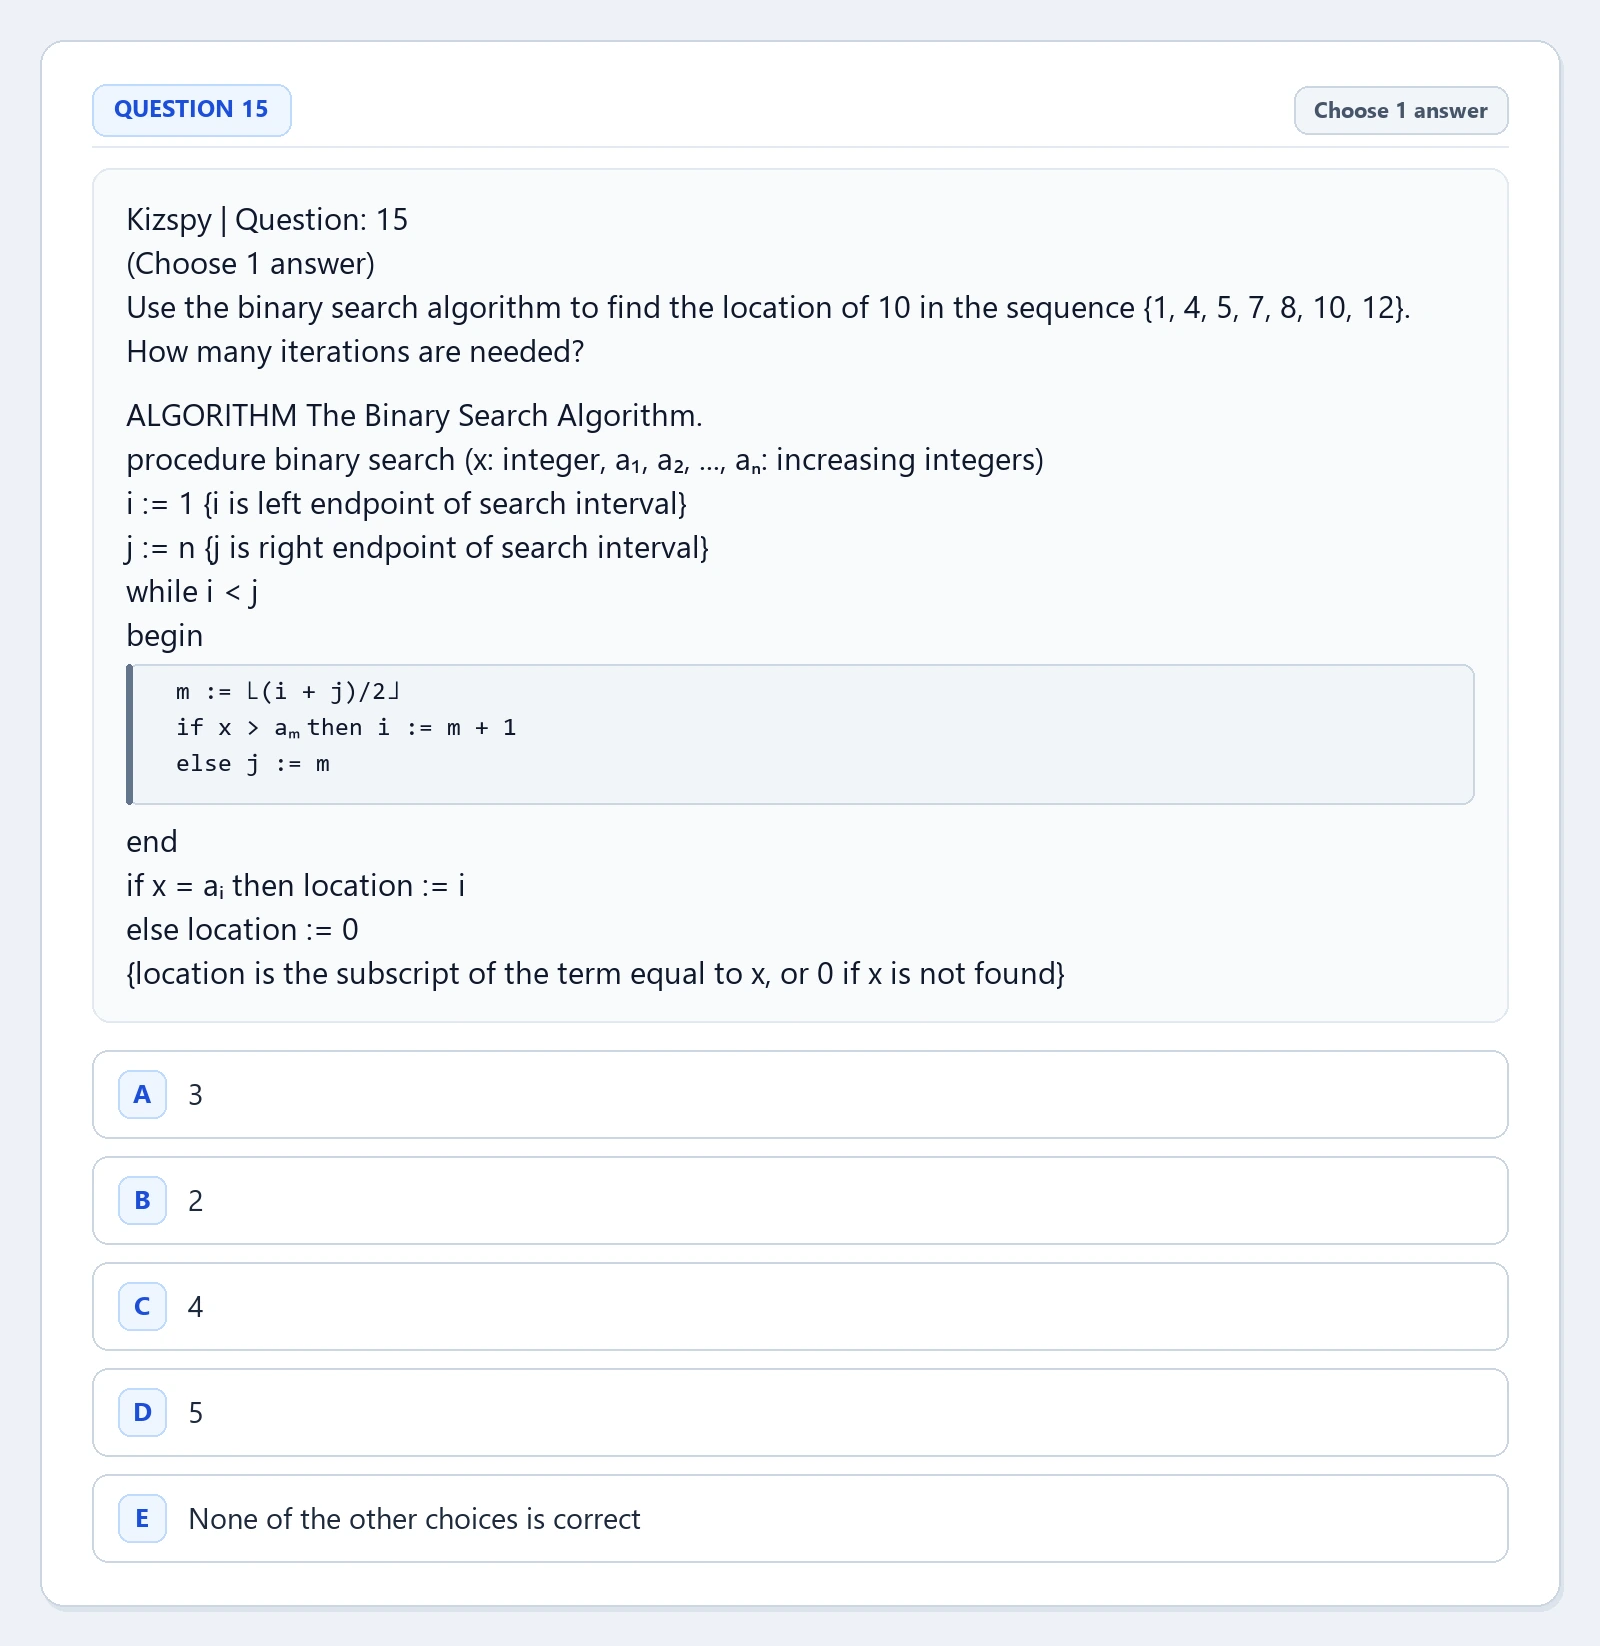 QUESTION 15
Choose 1 answer
Kizspy | Question: 15
(Choose 1 answer)
Use the binary search algorithm to find the location of 10 in the sequence {1, 4, 5, 7, 8, 10, 12}.
How many iterations are needed?
ALGORITHM The Binary Search Algorithm.
procedure binary search (x: integer, a₁, a₂, ..., aₙ: increasing integers)
i := 1 {i is left endpoint of search interval}
j := n {j is right endpoint of search interval}
while i < j
begin
m := ⌊(i + j)/2⌋
if x > aₘ then i := m + 1
else j := m
end
if x = aᵢ then location := i
else location := 0
{location is the subscript of the term equal to x, or 0 if x is not found}
A 3
B 2
C 4
D 5
E None of the other choices is correct